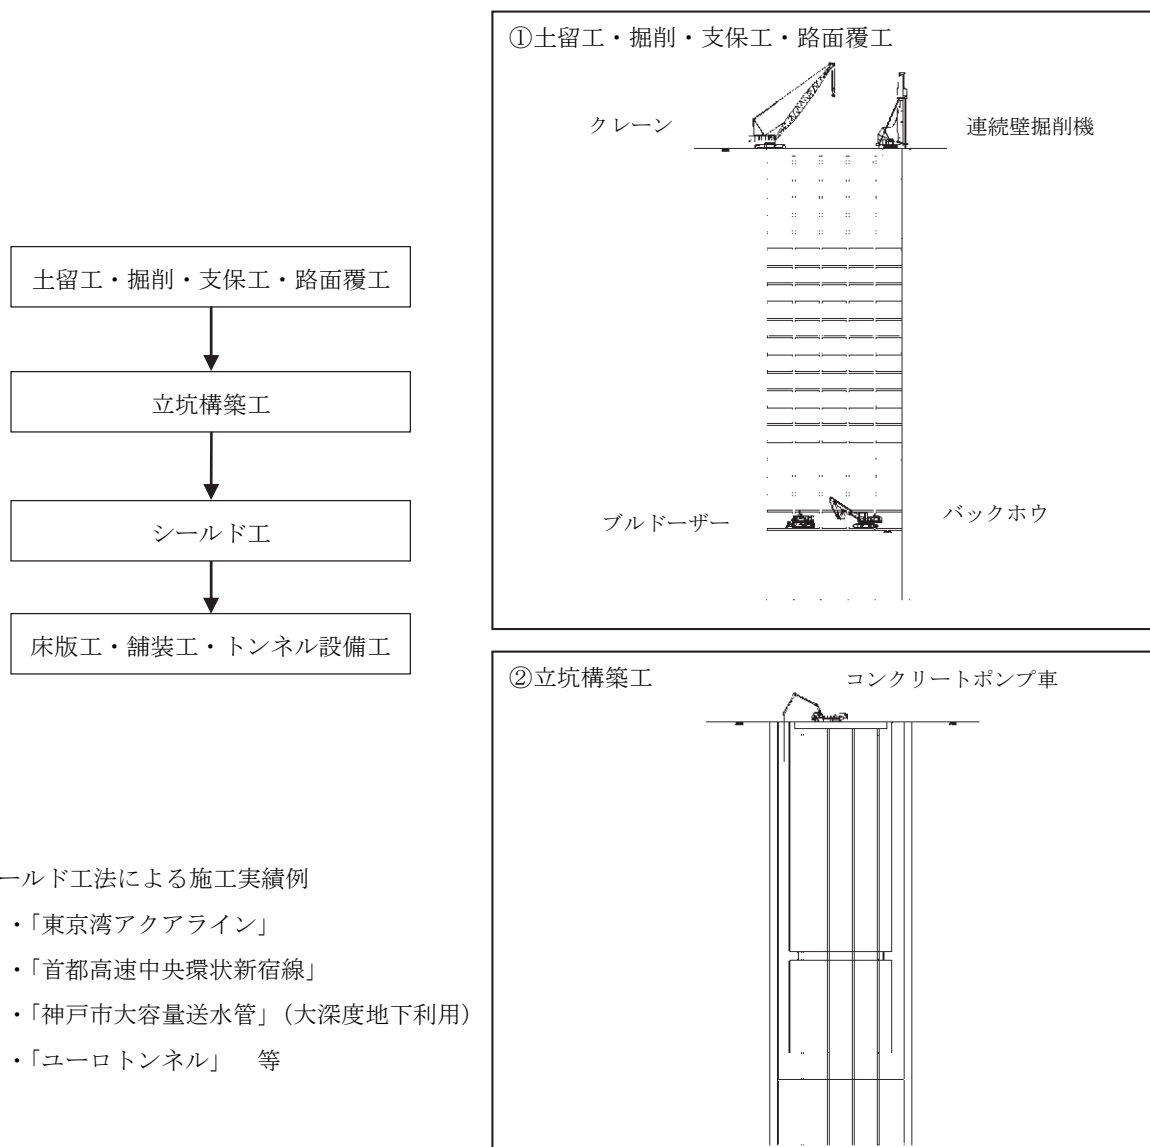 土留工・掘削・支保工・路面覆工
立坑構築工
シールド工
床版工・舗装工・トンネル設備工
ールド工法による施工実績例
・「東京湾アクアライン」
・「首都高速中央環状新宿線」
・「神戸市大容量送水管」（大深度地下利用）
・「ユーロトンネル」　等
①土留工・掘削・支保工・路面覆工
クレーン
連続壁掘削機
ブルドーザー
バックホウ
②立坑構築工
コンクリートポンプ車